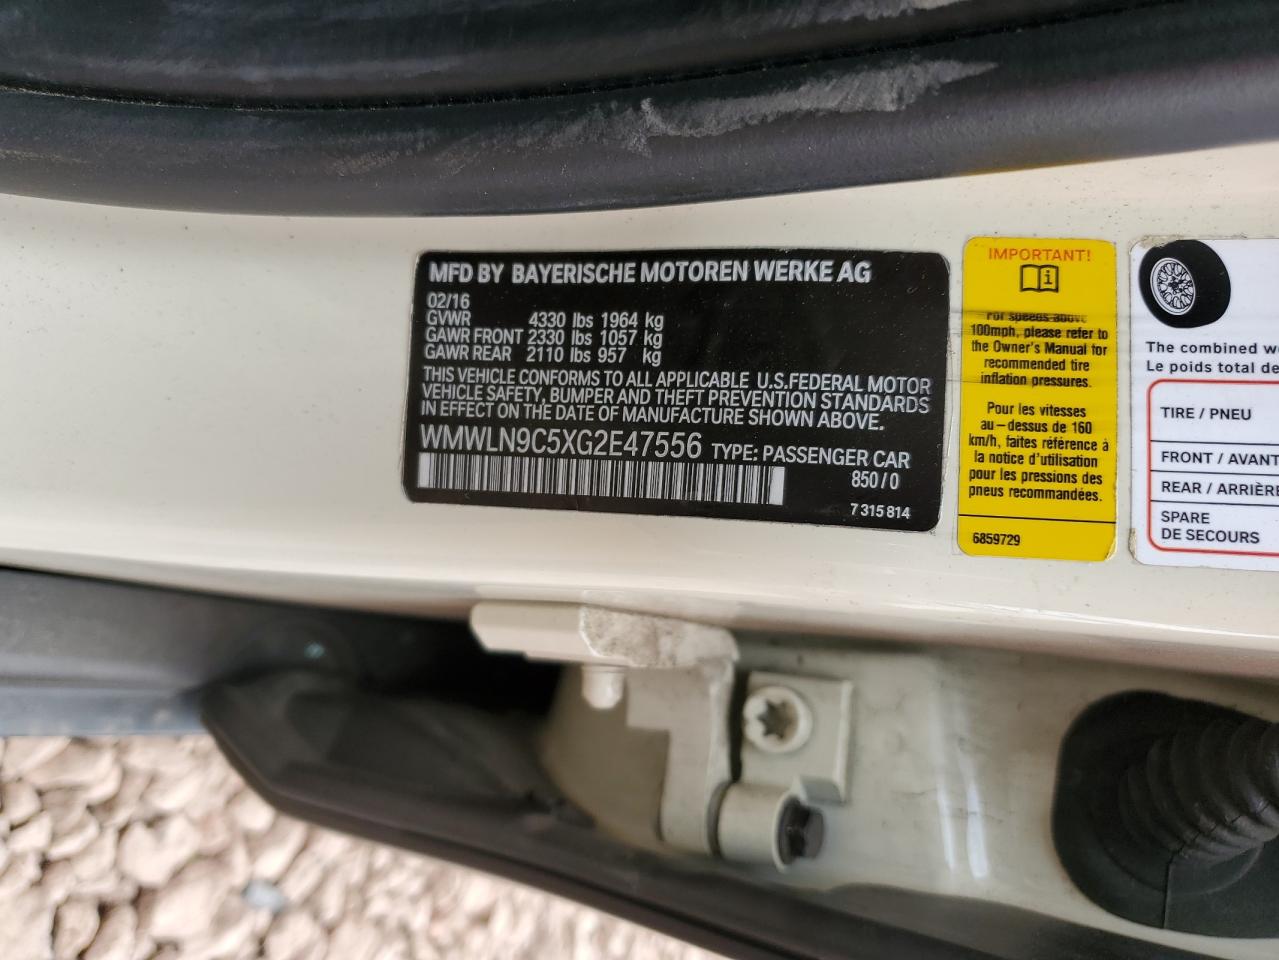 MFD BY BAYERISCHE MOTOREN WERKE AG
02/16
GVWR 4330 lbs 1964 kg
GAWR FRONT 2330 lbs 1057 kg
GAWR REAR 2110 lbs 957 kg
THIS VEHICLE CONFORMS TO ALL APPLICABLE U.S.FEDERAL MOTOR
VEHICLE SAFETY, BUMPER AND THEFT PREVENTION STANDARDS
IN EFFECT ON THE DATE OF MANUFACTURE SHOWN ABOVE.
WMWLN9C5XG2E47556 TYPE: PASSENGER CAR
850/0
7 315 814
IMPORTANT!
i
For speeds above
100mph, please refer to
the Owner's Manual for
recommended tire
inflation pressures.
Pour les vitesses
au-dessus de 160
km/h, faites référence à
la notice d'utilisation
pour les pressions des
pneus recommandées.
6859729
The combined
Le poids total de
TIRE / PNEU
FRONT / AVANT
REAR / ARRIÈRE
SPARE
DE SECOURS